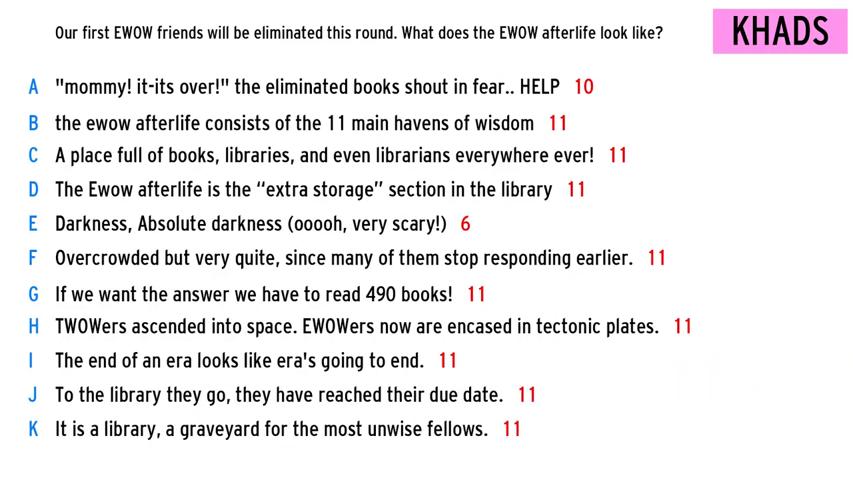 Our first EWOW friends will be eliminated this round. What does the EWOW afterlife look like?
KHADS
A "mommy! it-its over!" the eliminated books shout in fear.. HELP 10
B the ewow afterlife consists of the 11 main havens of wisdom 11
C A place full of books, libraries, and even librarians everywhere ever! 11
D The Ewow afterlife is the “extra storage” section in the library 11
E Darkness, Absolute darkness (ooooh, very scary!) 6
F Overcrowded but very quite, since many of them stop responding earlier. 11
G If we want the answer we have to read 490 books! 11
H TWOWers ascended into space. EWOWers now are encased in tectonic plates. 11
I The end of an era looks like era's going to end. 11
J To the library they go, they have reached their due date. 11
K It is a library, a graveyard for the most unwise fellows. 11